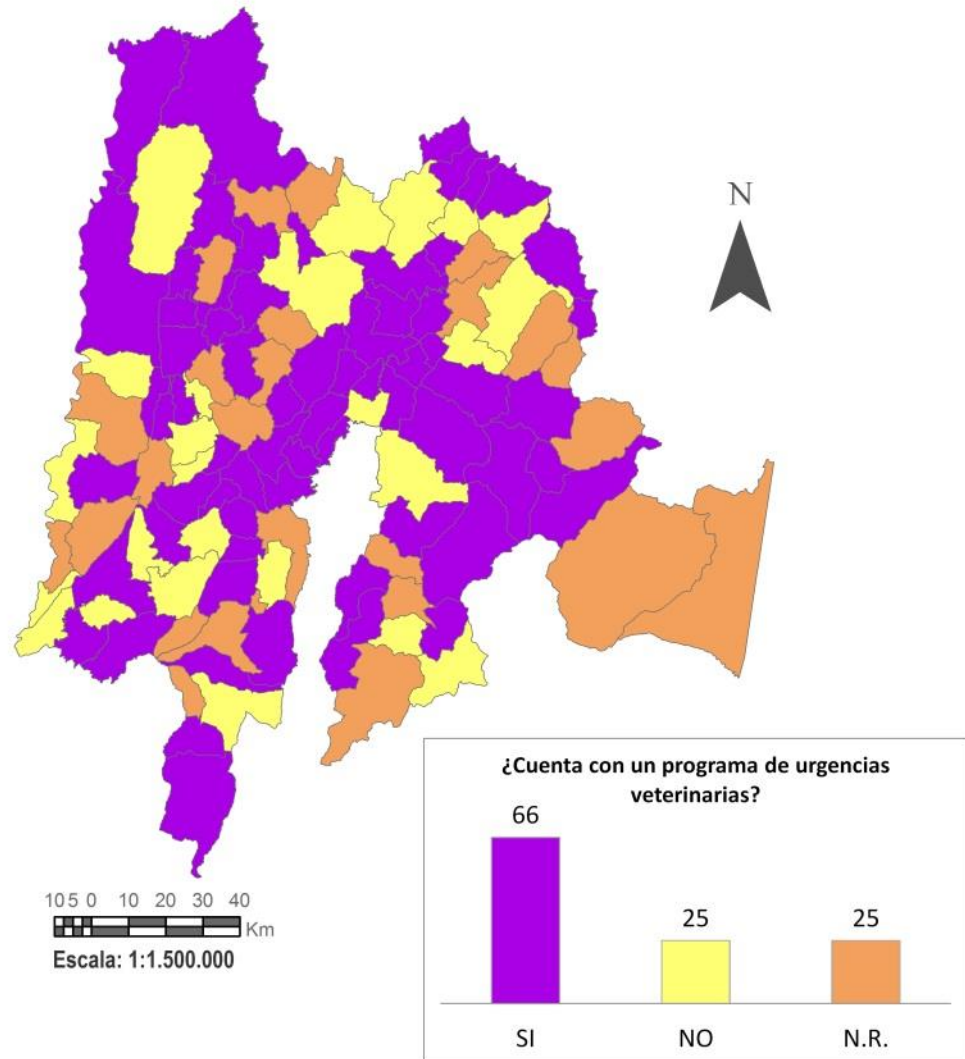 N
¿Cuenta con un programa de urgencias
veterinarias?
66
25
25
SI
NO
N.R.
10 5 0 10 20 30 40
Km
Escala: 1:1.500.000